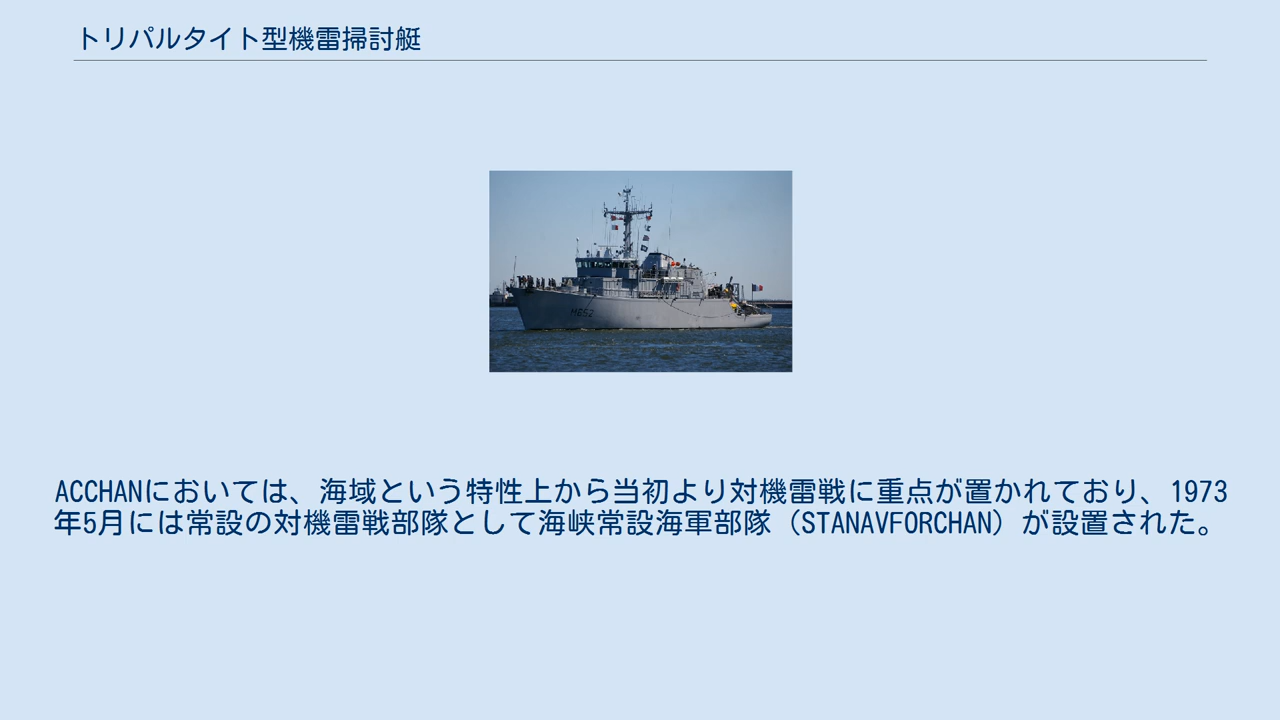 トリパルタイト型機雷掃討艇
M652
ACCHANにおいては、海域という特性上から当初より対機雷戦に重点が置かれており、1973
年5月には常設の対機雷戦部隊として海峡常設海軍部隊（STANAVFORCHAN）が設置された。